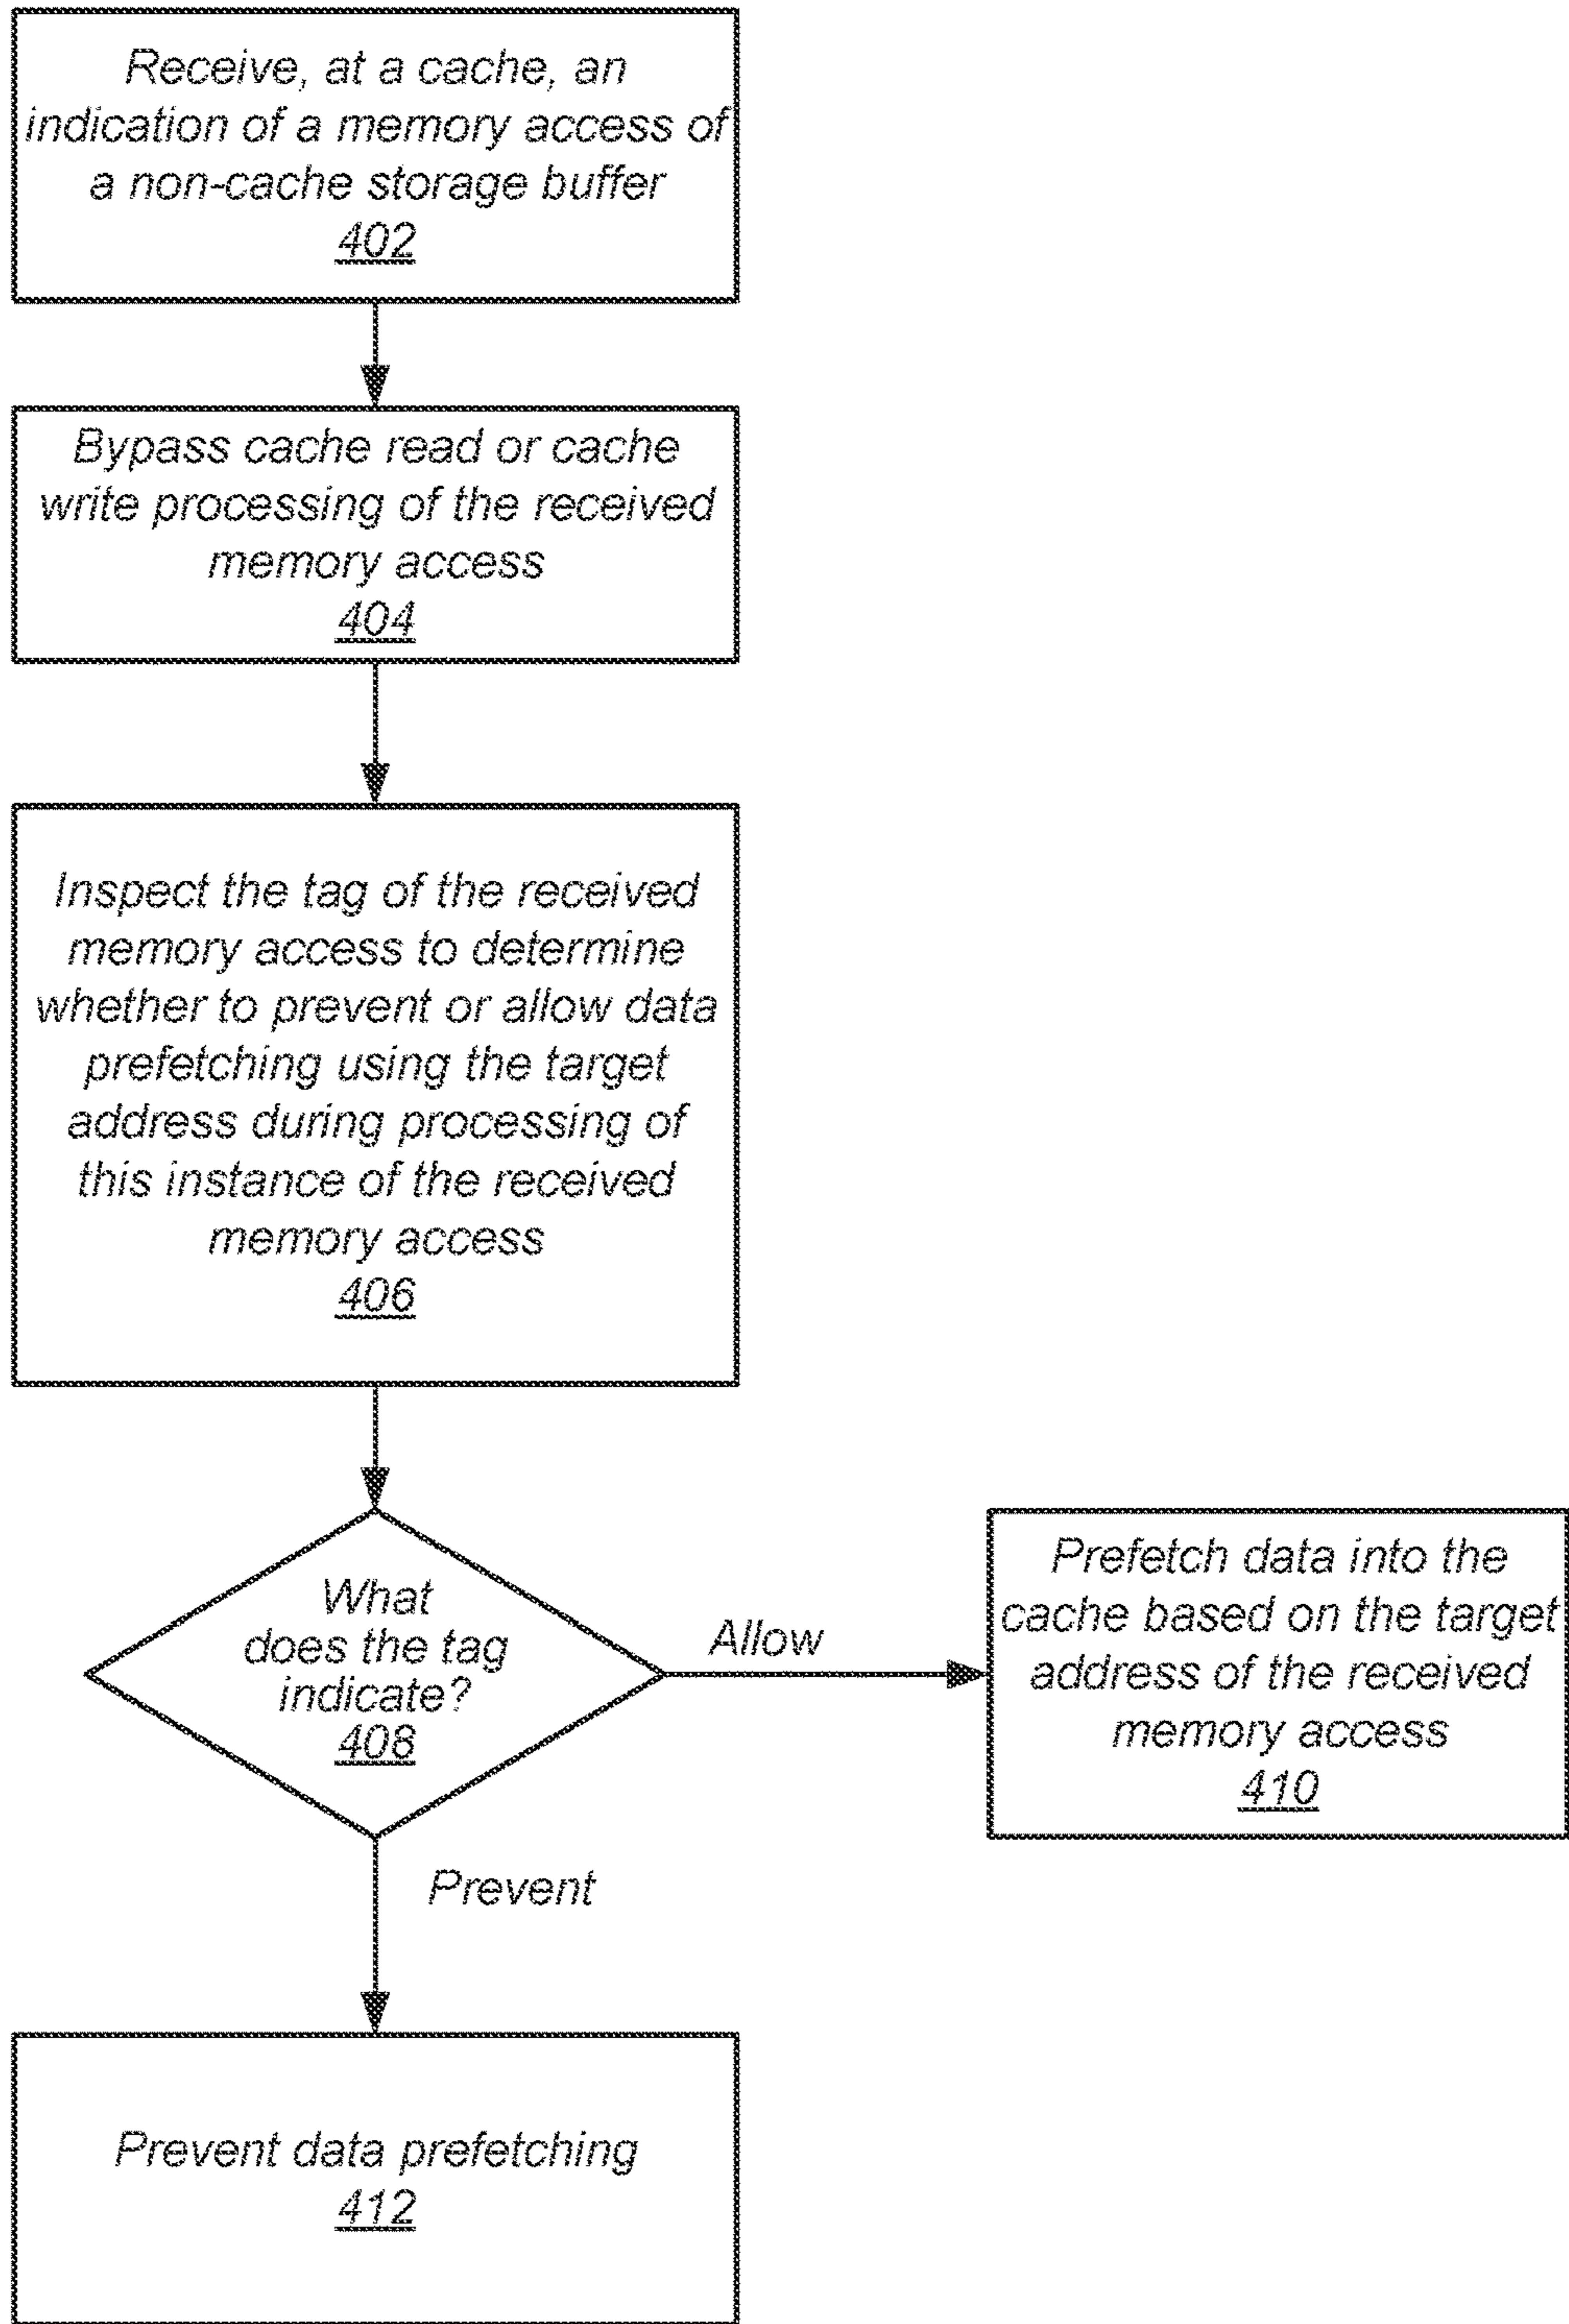 Receive, at a cache, an
indication of a memory access of
a non-cache storage buffer
402
Bypass cache read or cache
write processing of the received
memory access
404
Inspect the tag of the received
memory access to determine
whether to prevent or allow data
prefetching using the target
address during processing of
this instance of the received
memory access
406
What
does the tag
indicate?
408
Allow
Prefetch data into the
cache based on the target
address of the received
memory access
410
Prevent
Prevent data prefetching
412